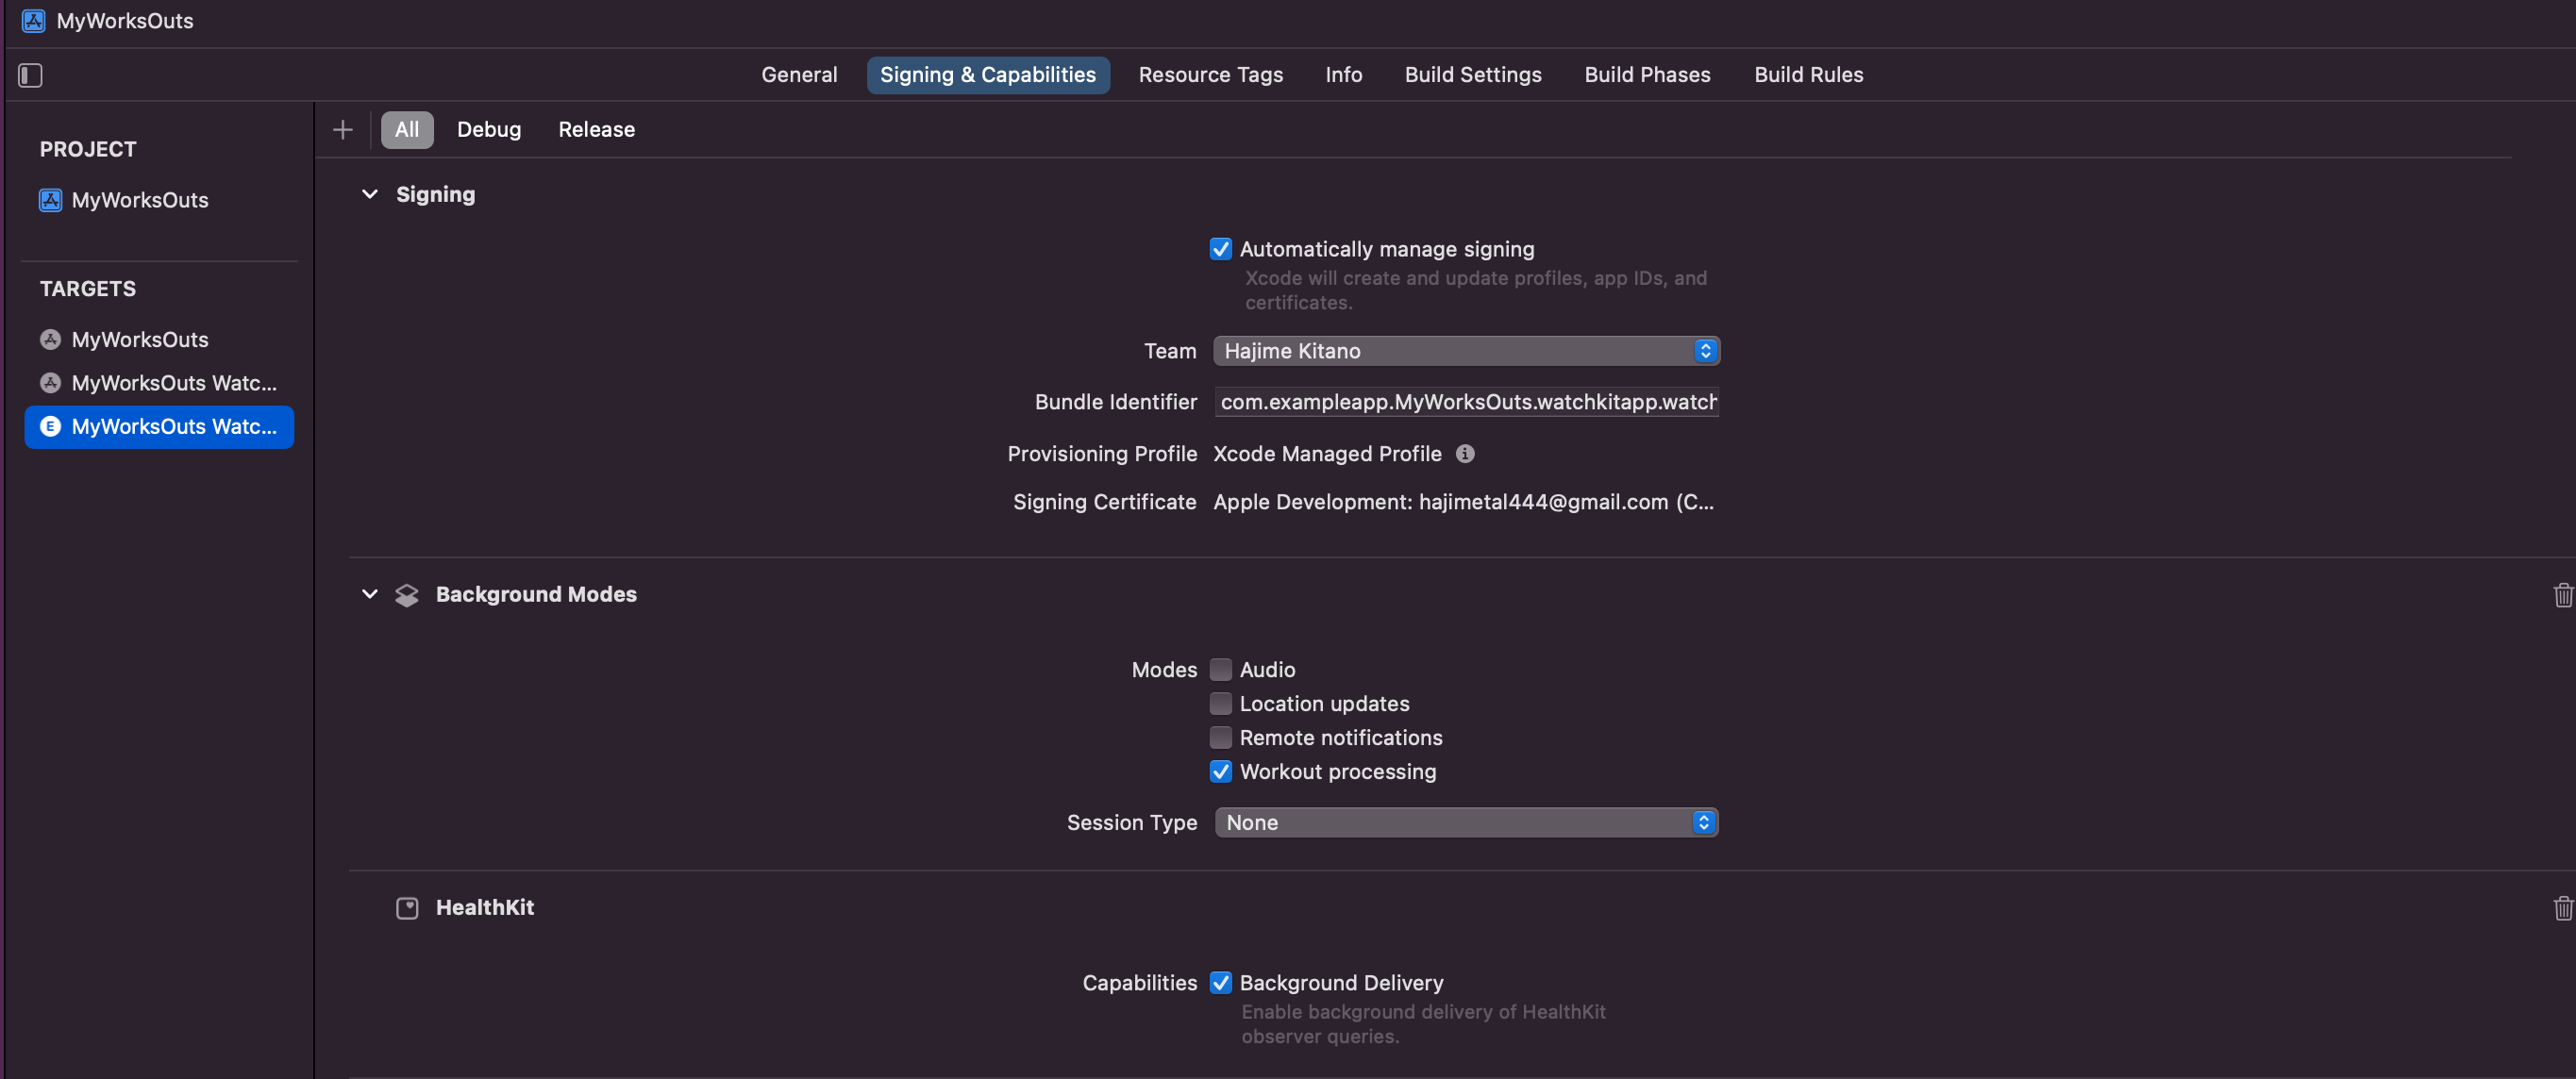 MyWorksOuts
General Signing & Capabilities Resource Tags Info Build Settings Build Phases Build Rules
PROJECT
MyWorksOuts
TARGETS
MyWorksOuts
MyWorksOuts Watc...
E MyWorksOuts Watc...
All Debug Release
Signing
Automatically manage signing
Xcode will create and update profiles, app IDs, and
certificates.
Team Hajime Kitano
Bundle Identifier com.exampleapp.MyWorksOuts.watchkitapp.watch
Provisioning Profile Xcode Managed Profile
Signing Certificate Apple Development: hajimetal444@gmail.com (C...
Background Modes
Modes Audio
Location updates
Remote notifications
Workout processing
Session Type None
HealthKit
Capabilities Background Delivery
Enable background delivery of HealthKit
observer queries.